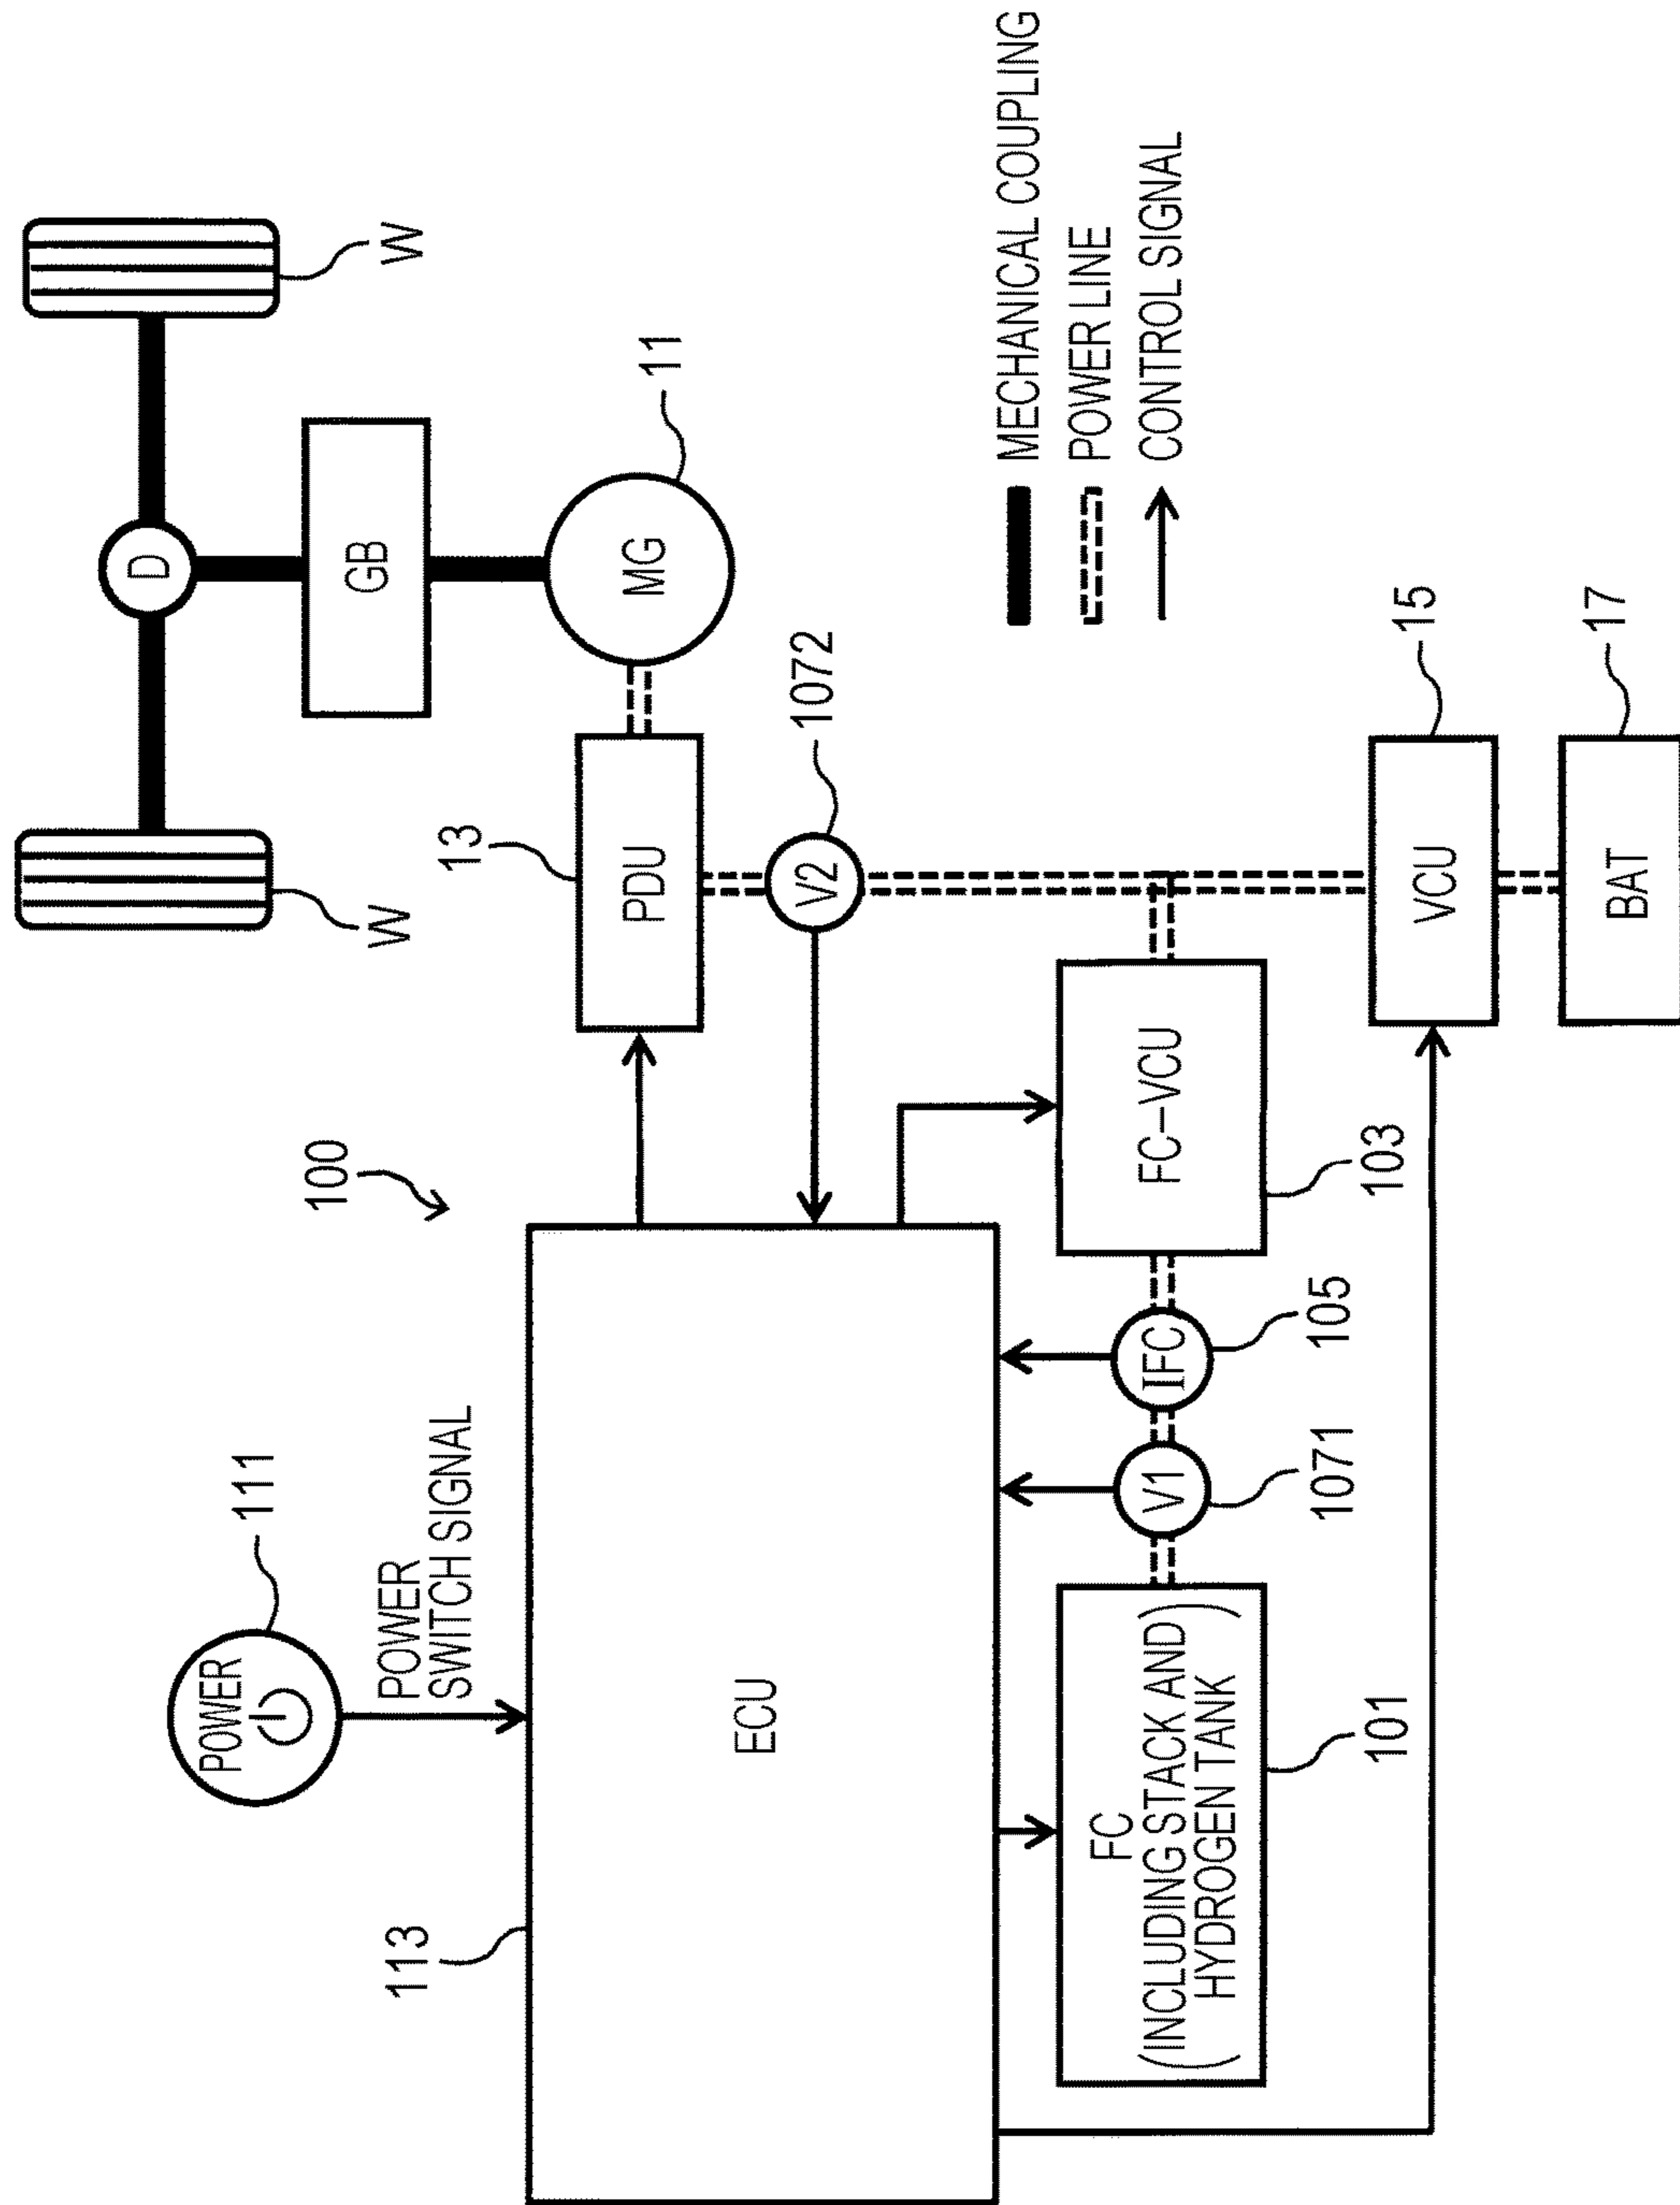 W
W
D
GB
MG
11
13
PDU
V2
1072
MECHANICAL COUPLING
POWER LINE
CONTROL SIGNAL
100
111
POWER
POWER
SWITCH SIGNAL
113
ECU
FC-VCU
103
IFC
105
V1
1071
FC
(INCLUDING STACK AND
HYDROGEN TANK)
101
VCU
15
BAT
17